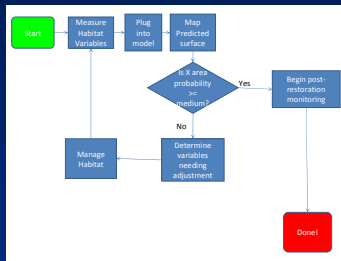 Start
Measure
Habitat
Variables
Plug
into
model
Map
Predicted
surface
Is X area
probability
>=
medium?
Yes
Begin post-
restoration
monitoring
No
Determine
variables
needing
adjustment
Manage
Habitat
Done!